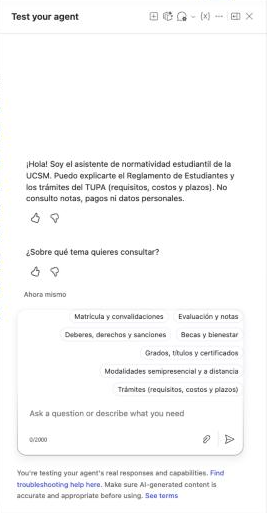 Test your agent
¡Hola! Soy el asistente de normatividad estudiantil de la
UCSM. Puedo explicarte el Reglamento de Estudiantes y
los trámites del TUPA (requisitos, costos y plazos). No
consulto notas, pagos ni datos personales.
¿Sobre qué tema quieres consultar?
Ahora mismo
Matrícula y convalidaciones Evaluación y notas
Deberes, derechos y sanciones Becas y bienestar
Grados, títulos y certificados
Modalidades semipresencial y a distancia
Trámites (requisitos, costos y plazos)
Ask a question or describe what you need
0/2000
You're testing your agent's real responses and capabilities. Find
troubleshooting help here. Make sure AI-generated content is
accurate and appropriate before using. See terms